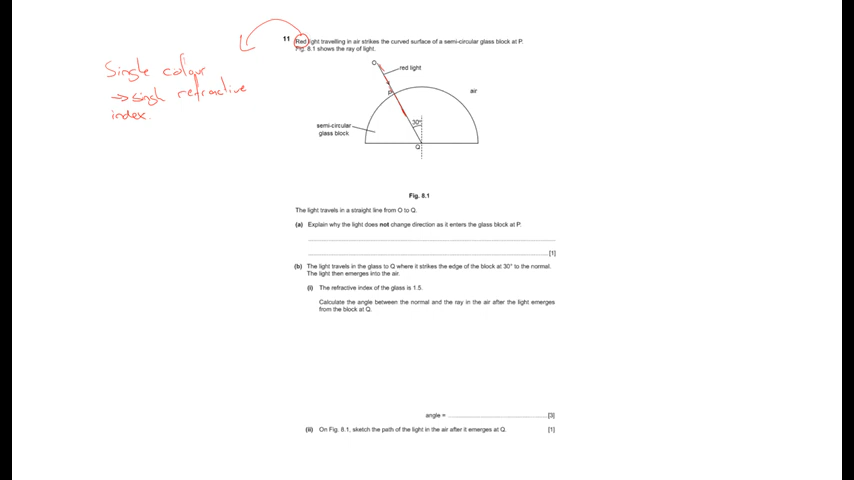 11 Red light travelling in air strikes the curved surface of a semi-circular glass block at P.
Fig. 8.1 shows the ray of light.
Single colour
→ single refractive
index.
O
red light
P
air
30°
semi-circular
glass block
Q
Fig. 8.1
The light travels in a straight line from O to Q.
(a) Explain why the light does not change direction as it enters the glass block at P.
[1]
(b) The light travels in the glass to Q where it strikes the edge of the block at 30° to the normal.
The light then emerges into the air.
(i) The refractive index of the glass is 1.5.
Calculate the angle between the normal and the ray in the air after the light emerges
from the block at Q.
angle = [3]
(ii) On Fig. 8.1, sketch the path of the light in the air after it emerges at Q. [1]